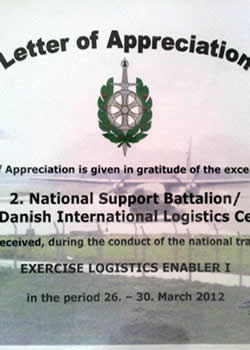 Letter of Appreciation
of Appreciation is given in gratitude of the exce
2. National Support Battalion/
Danish International Logistics Ce
eceived, during the conduct of the national tra
EXERCISE LOGISTICS ENABLER I
in the period 26. – 30. March 2012